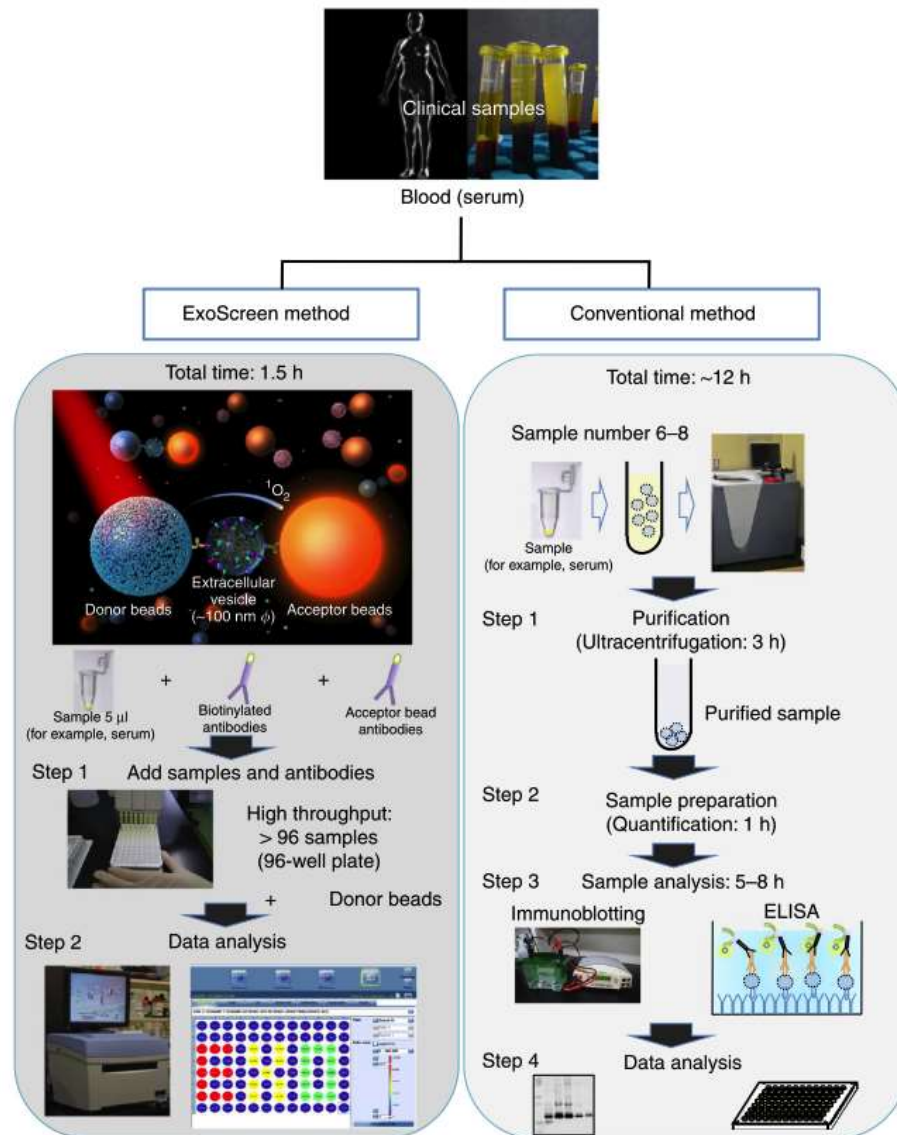 Clinical samples
Blood (serum)
ExoScreen method
Total time: 1.5 h
¹O₂
Donor beads
Extracellular
vesicle
(~100 nm ϕ)
Acceptor beads
Sample 5 µl
(for example, serum)
+
Biotinylated
antibodies
+
Acceptor bead
antibodies
Step 1
Add samples and antibodies
High throughput:
> 96 samples
(96-well plate)
+
Donor beads
Step 2
Data analysis
Conventional method
Total time: ~12 h
Sample number 6–8
Sample
(for example, serum)
Step 1
Purification
(Ultracentrifugation: 3 h)
Purified sample
Step 2
Sample preparation
(Quantification: 1 h)
Step 3
Sample analysis: 5–8 h
Immunoblotting
ELISA
Step 4
Data analysis